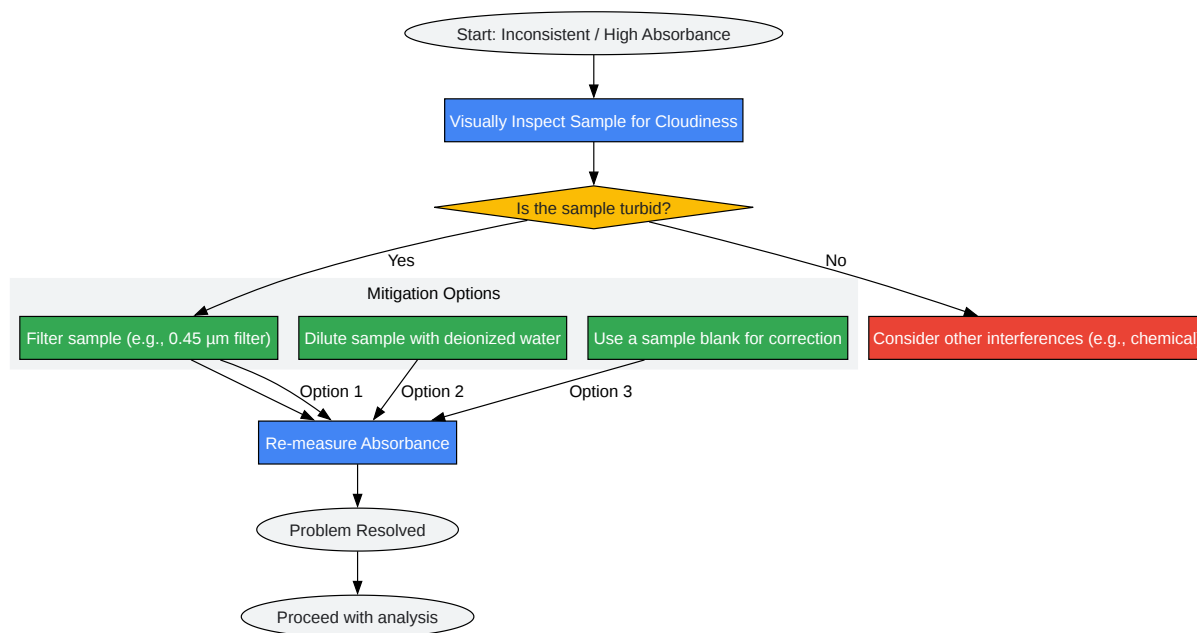 Start: Inconsistent / High Absorbance
Visually Inspect Sample for Cloudiness
Is the sample turbid?
Yes
No
Mitigation Options
Filter sample (e.g., 0.45 µm filter)
Dilute sample with deionized water
Use a sample blank for correction
Consider other interferences (e.g., chemical
Option 1
Option 2
Option 3
Re-measure Absorbance
Problem Resolved
Proceed with analysis